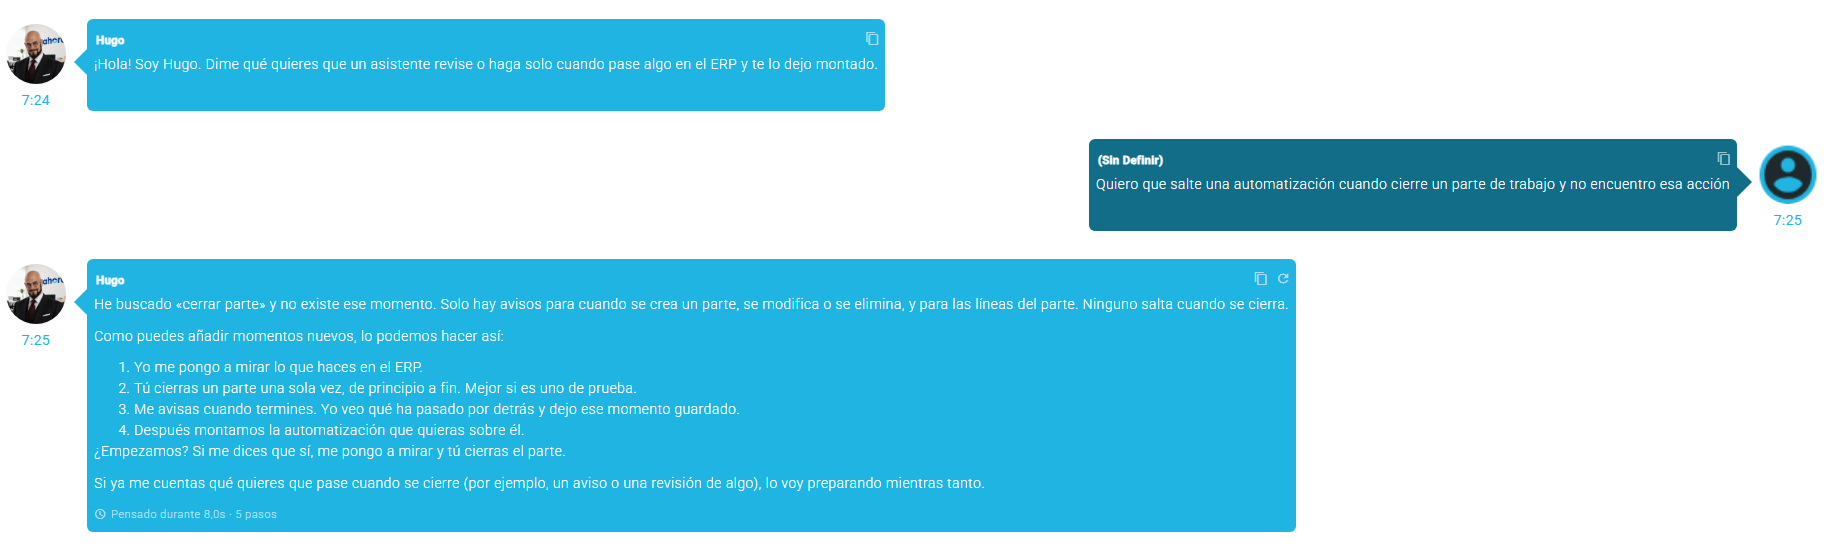 Hugo
¡Hola! Soy Hugo. Dime qué quieres que un asistente revise o haga solo cuando pase algo en el ERP y te lo dejo montado.
7:24
(Sin Definir)
Quiero que salte una automatización cuando cierre un parte de trabajo y no encuentro esa acción
7:25
Hugo
He buscado «cerrar parte» y no existe ese momento. Solo hay avisos para cuando se crea un parte, se modifica o se elimina, y para las líneas del parte. Ninguno salta cuando se cierra.
7:25
Como puedes añadir momentos nuevos, lo podemos hacer así:
1. Yo me pongo a mirar lo que haces en el ERP.
2. Tú cierras un parte una sola vez, de principio a fin. Mejor si es uno de prueba.
3. Me avisas cuando termines. Yo veo qué ha pasado por detrás y dejo ese momento guardado.
4. Después montamos la automatización que quieras sobre él.
¿Empezamos? Si me dices que sí, me pongo a mirar y tú cierras el parte.
Si ya me cuentas qué quieres que pase cuando se cierre (por ejemplo, un aviso o una revisión de algo), lo voy preparando mientras tanto.
Pensado durante 8,0s · 5 pasos